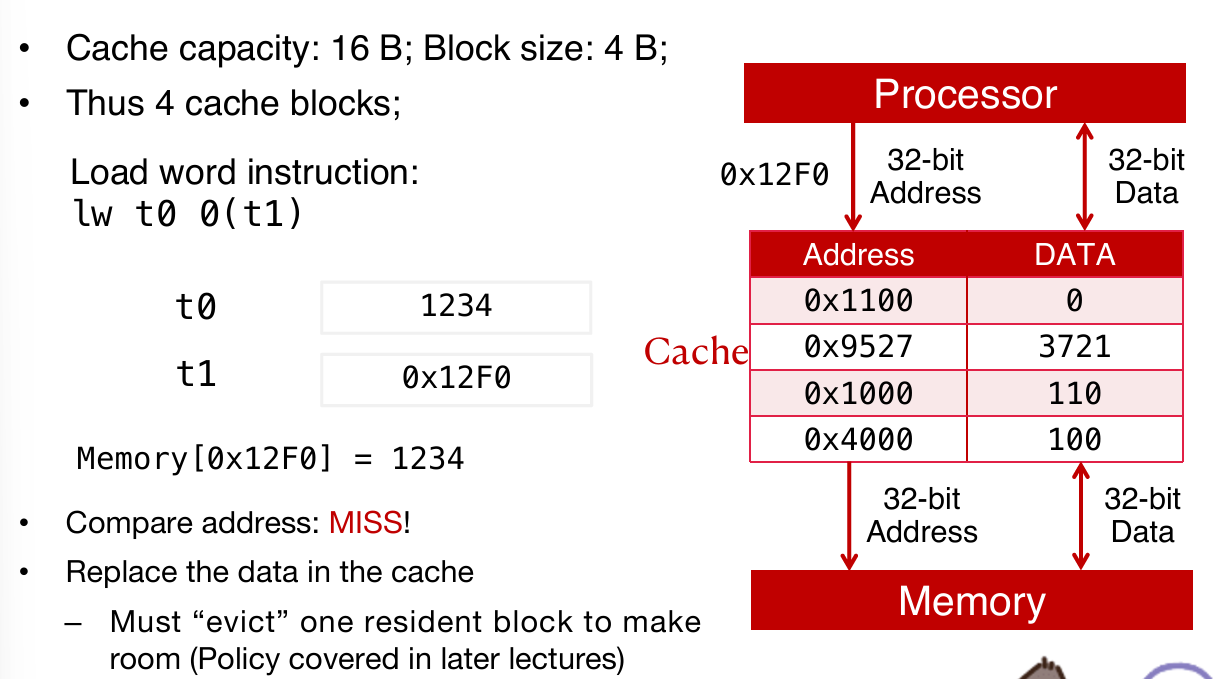 • Cache capacity: 16 B; Block size: 4 B;
• Thus 4 cache blocks;
Load word instruction:
lw t0 0(t1)
t0 1234
t1 0x12F0
Memory[0x12F0] = 1234
• Compare address: MISS!
• Replace the data in the cache
– Must “evict” one resident block to make
room (Policy covered in later lectures)
Processor
0x12F0
32-bit
Address
32-bit
Data
Cache
Address DATA
0x1100 0
0x9527 3721
0x1000 110
0x4000 100
32-bit
Address
32-bit
Data
Memory